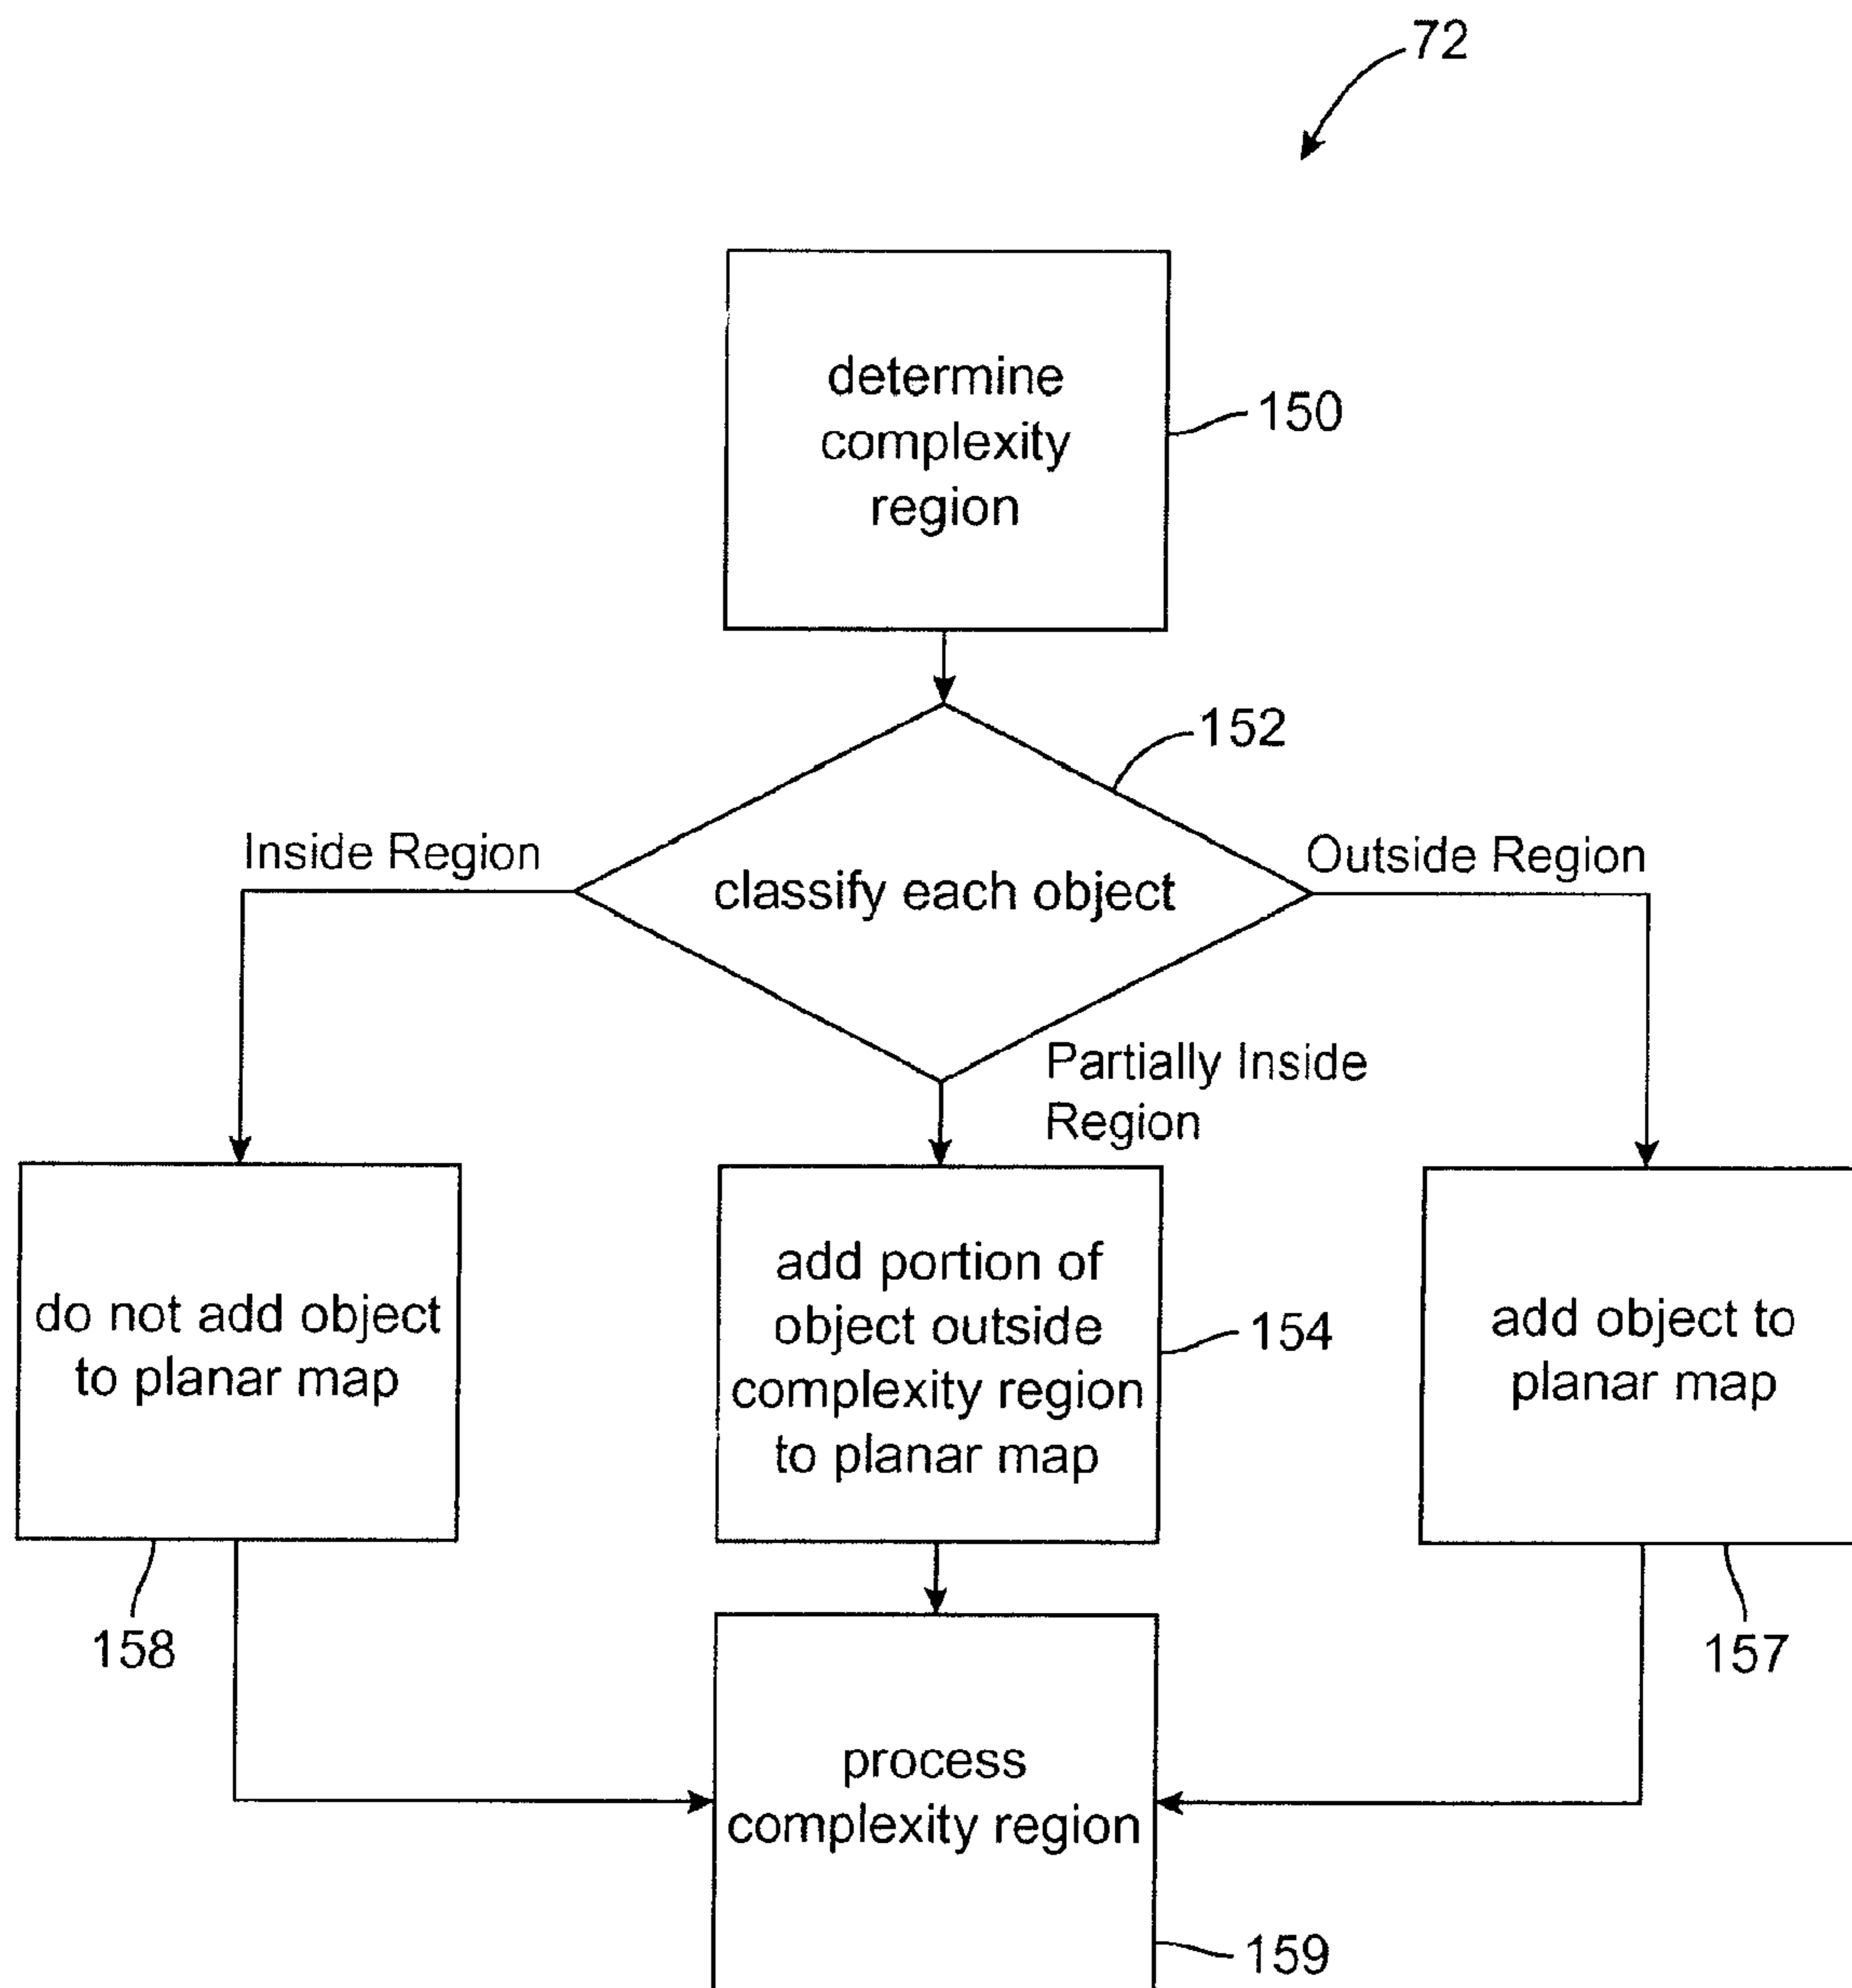 72
determine
complexity
region
150
152
Inside Region
classify each object
Outside Region
Partially Inside
Region
do not add object
to planar map
158
add portion of
object outside
complexity region
to planar map
154
add object to
planar map
157
process
complexity region
159